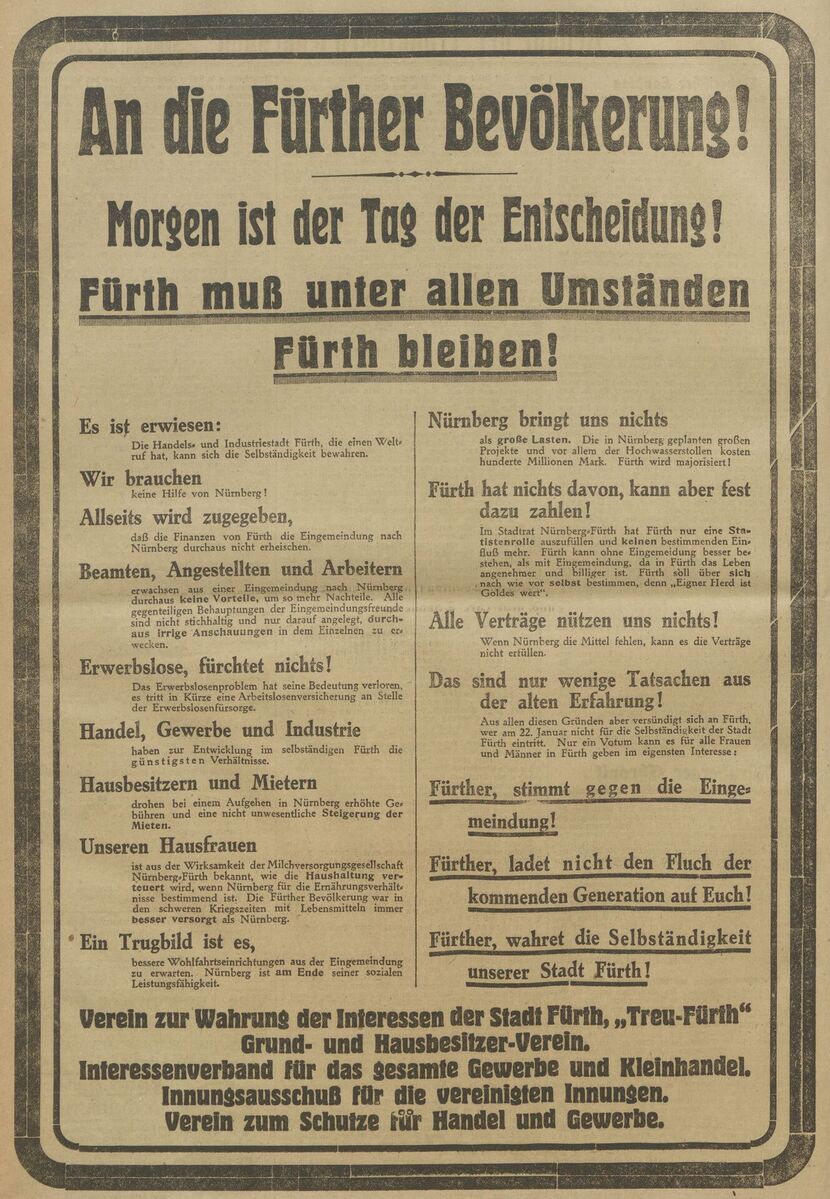 An die Fürther Bevölkerung!
Morgen ist der Tag der Entscheidung!
Fürth muß unter allen Umständen
Fürth bleiben!
Es ist erwiesen:
Die Handels- und Industriestadt Fürth, die einen Welt-
ruf hat, kann sich die Selbständigkeit bewahren.
Wir brauchen
keine Hilfe von Nürnberg!
Allseits wird zugegeben,
daß die Finanzen von Fürth die Eingemeindung nach
Nürnberg durchaus nicht erheischen.
Beamten, Angestellten und Arbeitern
erwachsen aus einer Eingemeindung nach Nürnberg
durchaus keine Vorteile, um so mehr Nachteile. Alle
gegenteiligen Behauptungen der Eingemeindungsfreunde
sind nicht stichhaltig und nur darauf angelegt, durch-
aus irrige Anschauungen in dem Einzelnen zu er-
wecken.
Erwerbslose, fürchtet nichts!
Das Erwerbslosenproblem hat seine Bedeutung verloren,
es tritt in Kürze eine Arbeitslosenversicherung an Stelle
der Erwerbslosenfürsorge.
Handel, Gewerbe und Industrie
haben zur Entwicklung im selbständigen Fürth die
günstigsten Verhältnisse.
Hausbesitzern und Mietern
drohen bei einem Aufgehen in Nürnberg erhöhte Ge-
bühren und eine nicht unwesentliche Steigerung der
Mieten.
Unseren Hausfrauen
ist aus der Wirksamkeit der Milchversorgungsgesellschaft
Nürnberg-Fürth bekannt, wie die Haushaltung ver-
teuert wird, wenn Nürnberg für die Ernährungsverhält-
nisse bestimmend ist. Die Fürther Bevölkerung war in
den schweren Kriegszeiten mit Lebensmitteln immer
besser versorgt als Nürnberg.
Ein Trugbild ist es,
bessere Wohlfahrtseinrichtungen aus der Eingemeindung
zu erwarten. Nürnberg ist am Ende seiner sozialen
Leistungsfähigkeit.
Nürnberg bringt uns nichts
als große Lasten. Die in Nürnberg geplanten großen
Projekte und vor allem der Hochwasserstollen kosten
hunderte Millionen Mark. Fürth wird majorisiert!
Fürth hat nichts davon, kann aber fest
dazu zahlen!
Im Stadtrat Nürnberg-Fürth hat Fürth nur eine Sta-
tistenrolle auszufüllen und keinen bestimmenden Ein-
fluß mehr. Fürth kann ohne Eingemeidung besser be-
stehen, als mit Eingemeindung, da in Fürth das Leben
angenehmer und billiger ist. Fürth soll über sich
nach wie vor selbst bestimmen, denn „Eigner Herd ist
Goldes wert“.
Alle Verträge nützen uns nichts!
Wenn Nürnberg die Mittel fehlen, kann es die Verträge
nicht erfüllen.
Das sind nur wenige Tatsachen aus
der alten Erfahrung!
Aus allen diesen Gründen aber versündigt sich an Fürth,
wer am 22. Januar nicht für die Selbständigkeit der Stadt
Fürth eintritt. Nur ein Votum kann es für alle Frauen
und Männer in Fürth geben im eigensten Interesse:
Fürther, stimmt gegen die Einge-
meindung!
Fürther, ladet nicht den Fluch der
kommenden Generation auf Euch!
Fürther, wahret die Selbständigkeit
unserer Stadt Fürth!
Verein zur Wahrung der Interessen der Stadt Fürth, „Treu-Fürth“
Grund- und Hausbesitzer-Verein.
Interessenverband für das gesamte Gewerbe und Kleinhandel.
Innungsausschuß für die vereinigten Innungen.
Verein zum Schutze für Handel und Gewerbe.